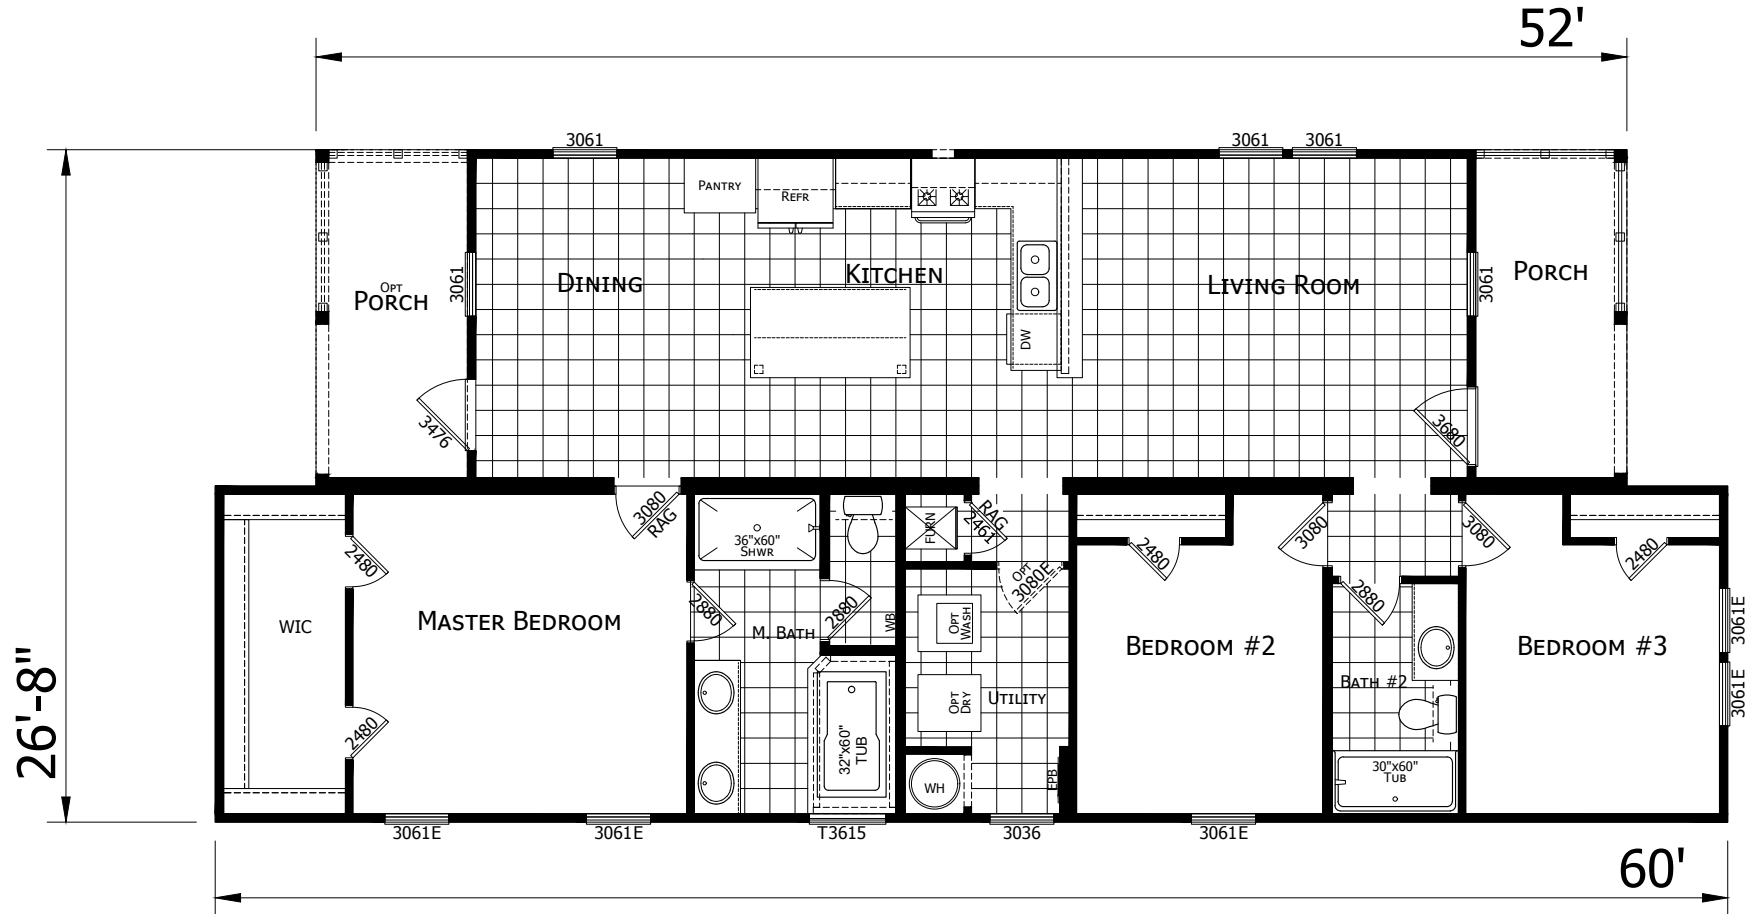 52'
3061
3061
3061
PANTRY
REFR
OPT
PORCH
3061
DINING
KITCHEN
LIVING ROOM
3061
PORCH
DW
3476
3680
3080
RAG
36"x60"
SHWR
FURN
RAG
2461
OPT
3080E
2480
3080
3080
2480
2480
WIC
MASTER BEDROOM
2880
M. BATH
2880
WB
OPT
WASH
BEDROOM #2
2880
BEDROOM #3
3061E
BATH #2
OPT
DRY
UTILITY
3061E
2480
32"x60"
TUB
WH
EPB
30"x60"
TUB
3061E
3061E
T3615
3036
3061E
26'-8"
60'